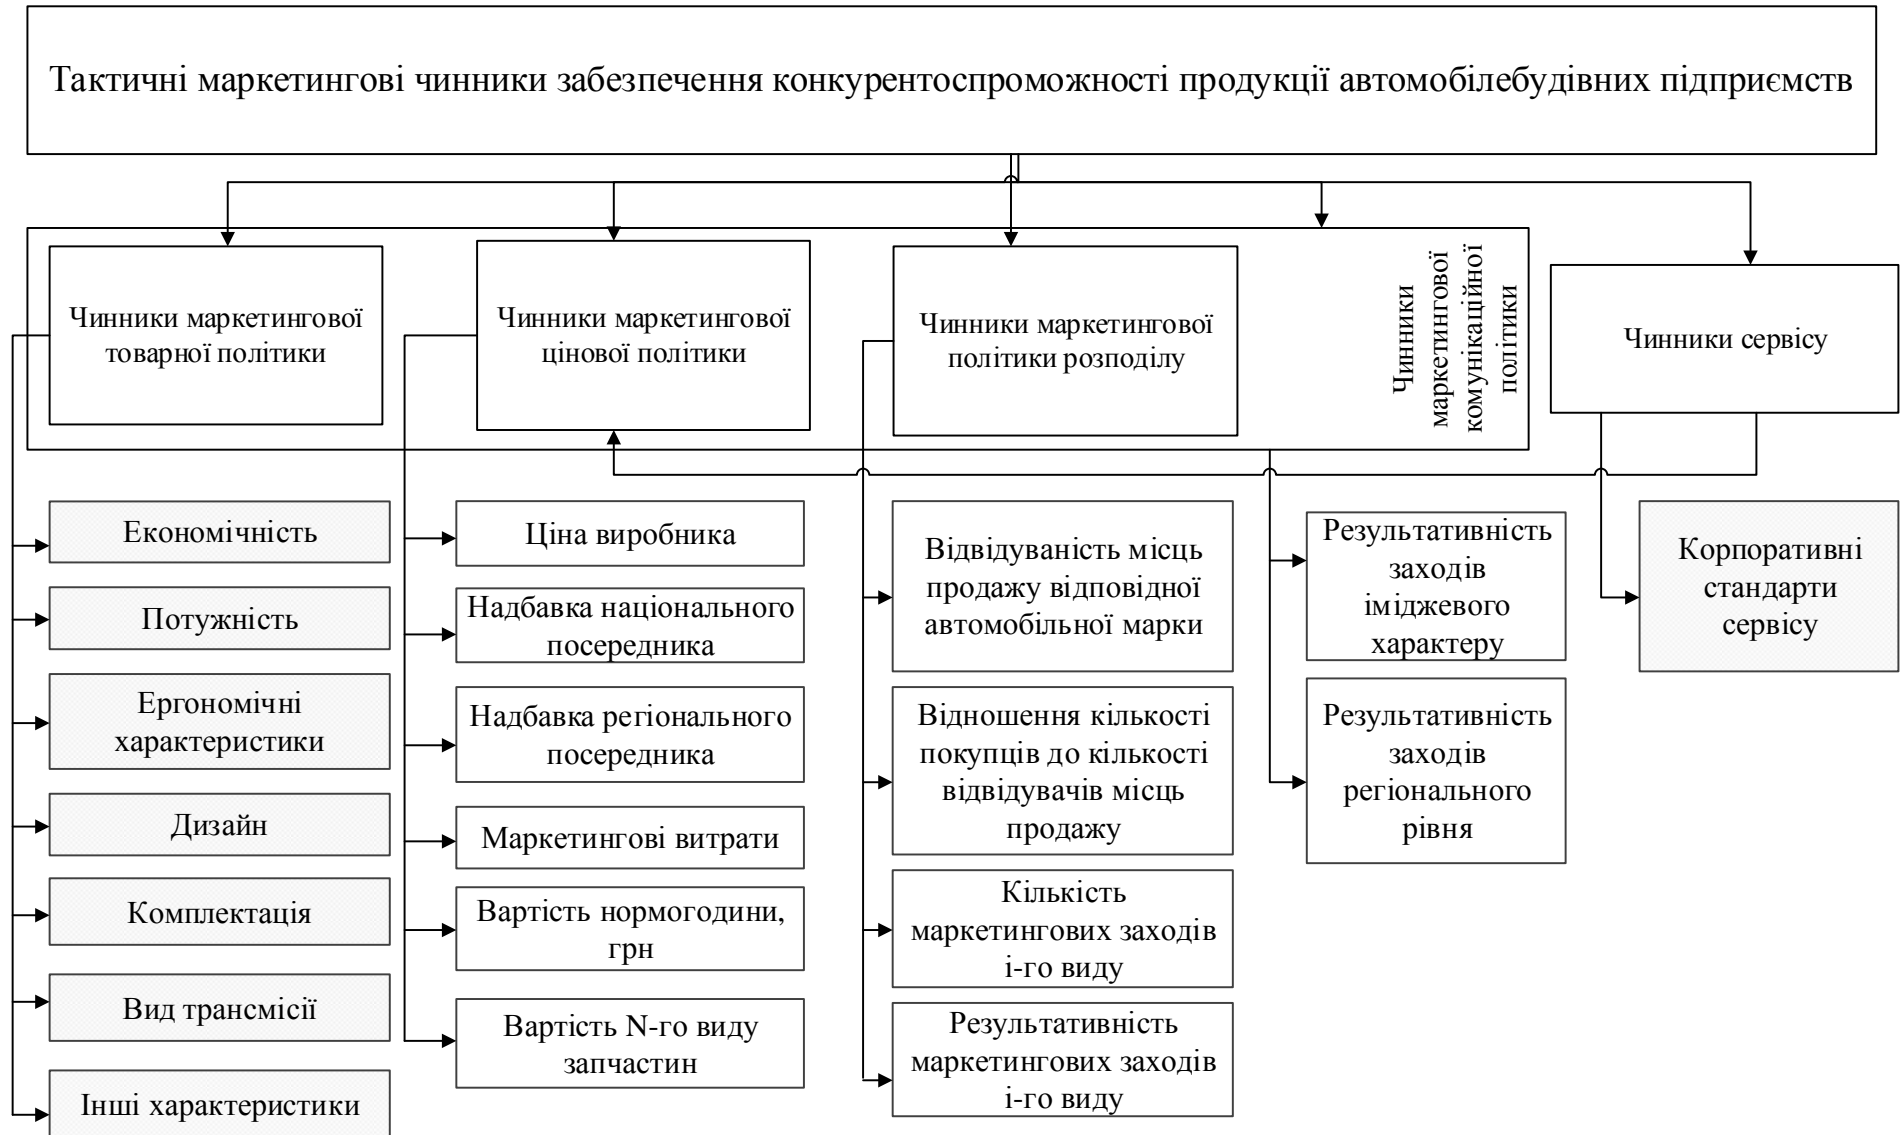 Тактичні маркетингові чинники забезпечення конкурентоспроможності продукції автомобілебудівних підприємств
Чинники маркетингової
товарної політики
Чинники маркетингової
цінової політики
Чинники маркетингової
політики розподілу
Чинники
маркетингової
комунікаційної
політики
Чинники сервісу
Економічність
Потужність
Ергономічні
характеристики
Дизайн
Комплектація
Вид трансмісії
Інші характеристики
Ціна виробника
Надбавка національного
посередника
Надбавка регіонального
посередника
Маркетингові витрати
Вартість нормогодини,
грн
Вартість N-го виду
запчастин
Відвідуваність місць
продажу відповідної
автомобільної марки
Відношення кількості
покупців до кількості
відвідувачів місць
продажу
Кількість
маркетингових заходів
і-го виду
Результативність
маркетингових заходів
і-го виду
Результативність
заходів
іміджевого
характеру
Результативність
заходів
регіонального
рівня
Корпоративні
стандарти
сервісу